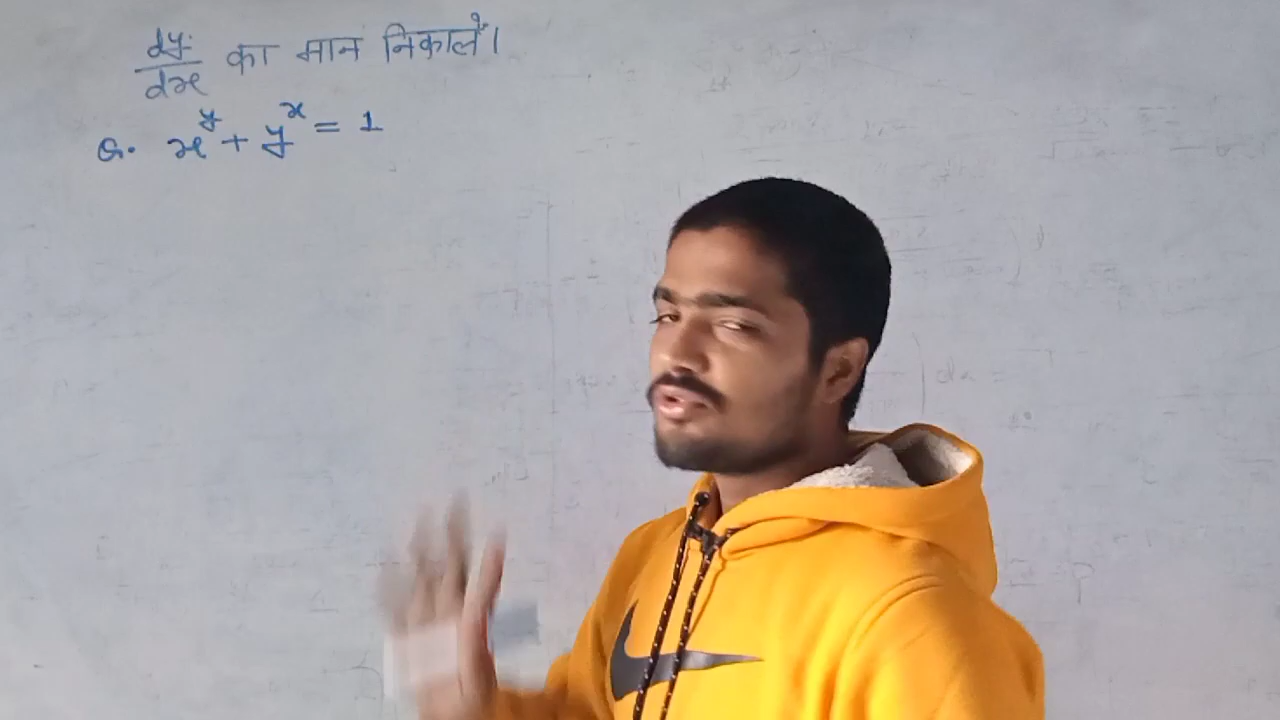 dy/dx का मान निकालें।
Q. x^y + y^x = 1